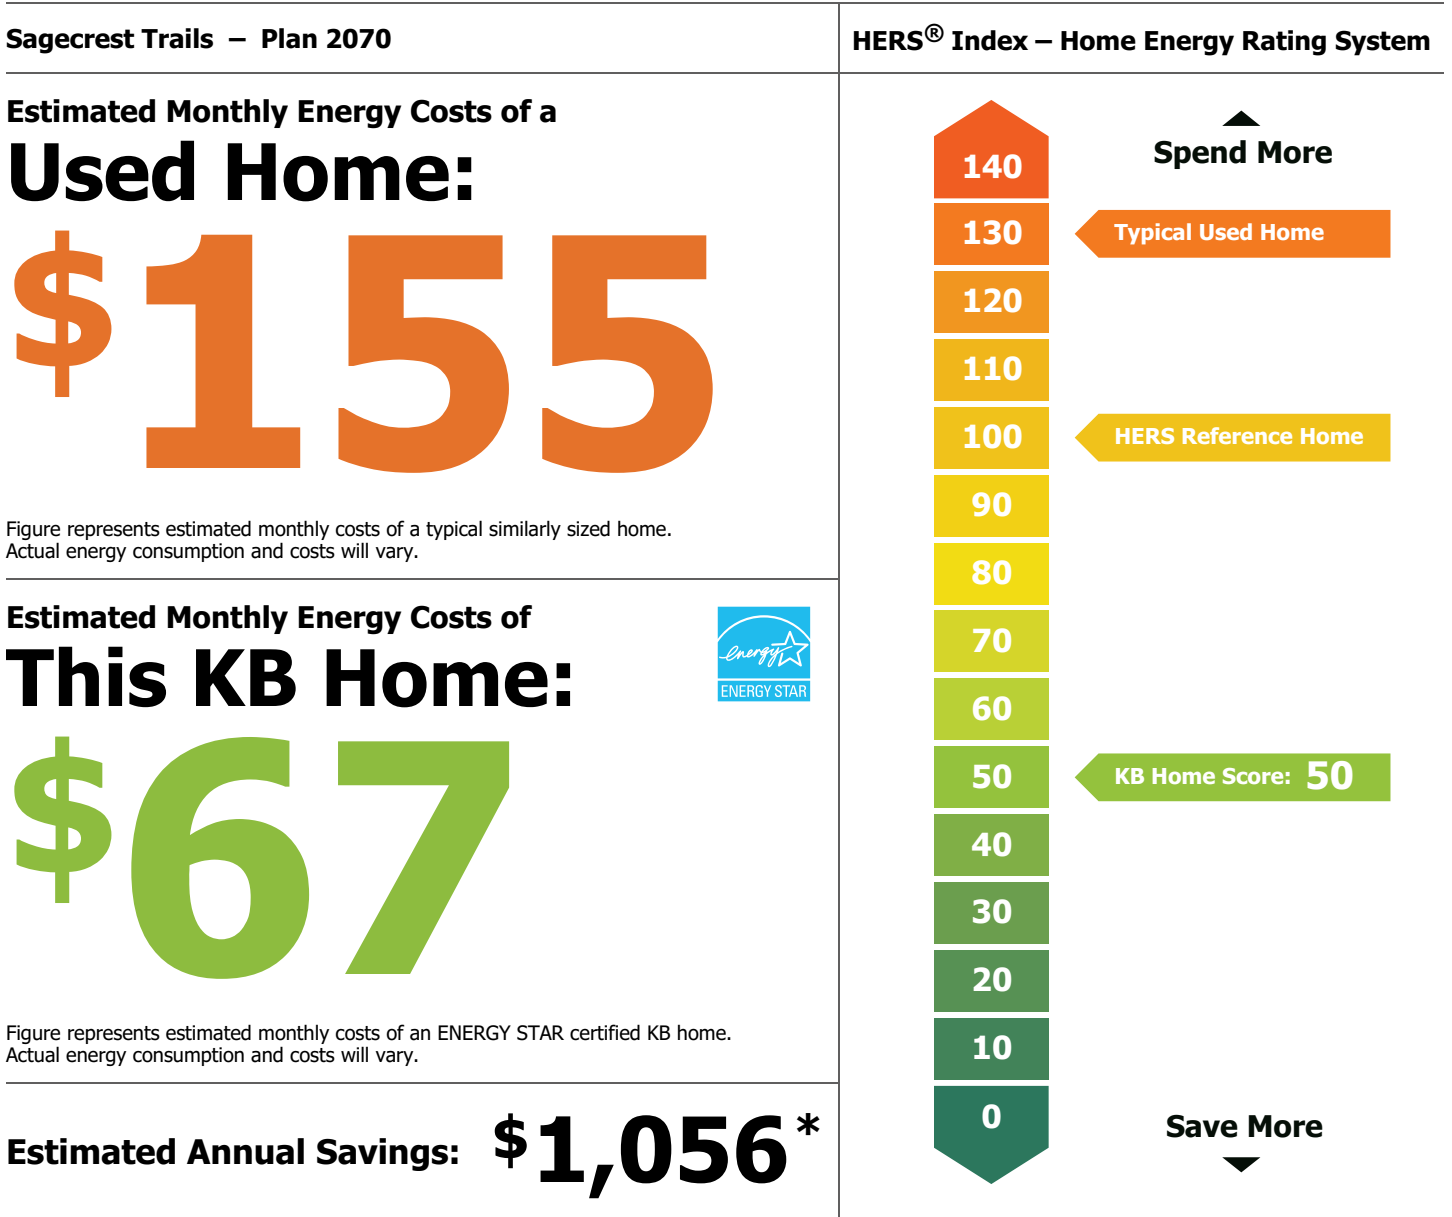 Sagecrest Trails – Plan 2070
Estimated Monthly Energy Costs of a
Used Home:
$155
Figure represents estimated monthly costs of a typical similarly sized home.
Actual energy consumption and costs will vary.
Estimated Monthly Energy Costs of
This KB Home:
energy
ENERGY STAR
$67
Figure represents estimated monthly costs of an ENERGY STAR certified KB home.
Actual energy consumption and costs will vary.
Estimated Annual Savings: $1,056*
HERS® Index – Home Energy Rating System
Spend More
140
130 Typical Used Home
120
110
100 HERS Reference Home
90
80
70
60
50 KB Home Score: 50
40
30
20
10
0
Save More